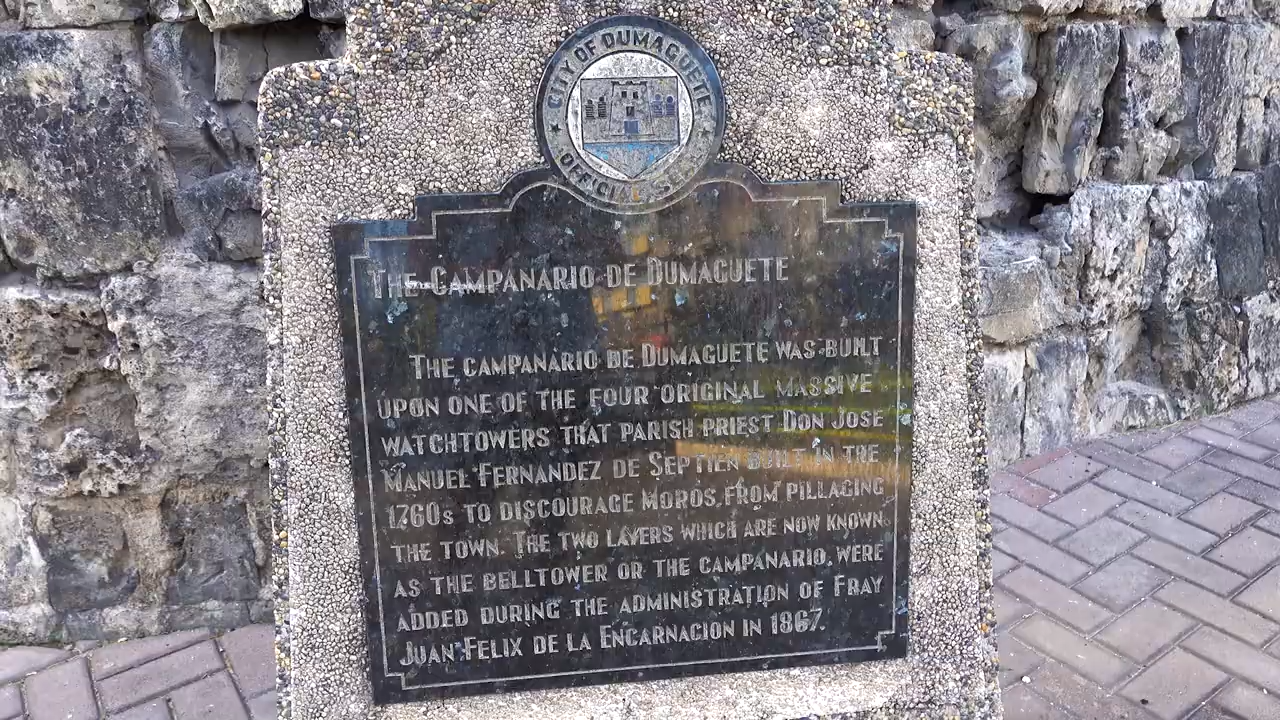 CITY OF DUMAGUETE
OFFICIAL SEAL
THE CAMPANARIO DE DUMAGUETE
THE CAMPANARIO DE DUMAGUETE WAS BUILT
UPON ONE OF THE FOUR ORIGINAL MASSIVE
WATCHTOWERS THAT PARISH PRIEST DON JOSE
MANUEL FERNANDEZ DE SEPTIEN BUILT IN THE
1760s TO DISCOURAGE MOROS FROM PILLAGING
THE TOWN. THE TWO LAYERS WHICH ARE NOW KNOWN
AS THE BELLTOWER OR THE CAMPANARIO, WERE
ADDED DURING THE ADMINISTRATION OF FRAY
JUAN FELIX DE LA ENCARNACION IN 1867.